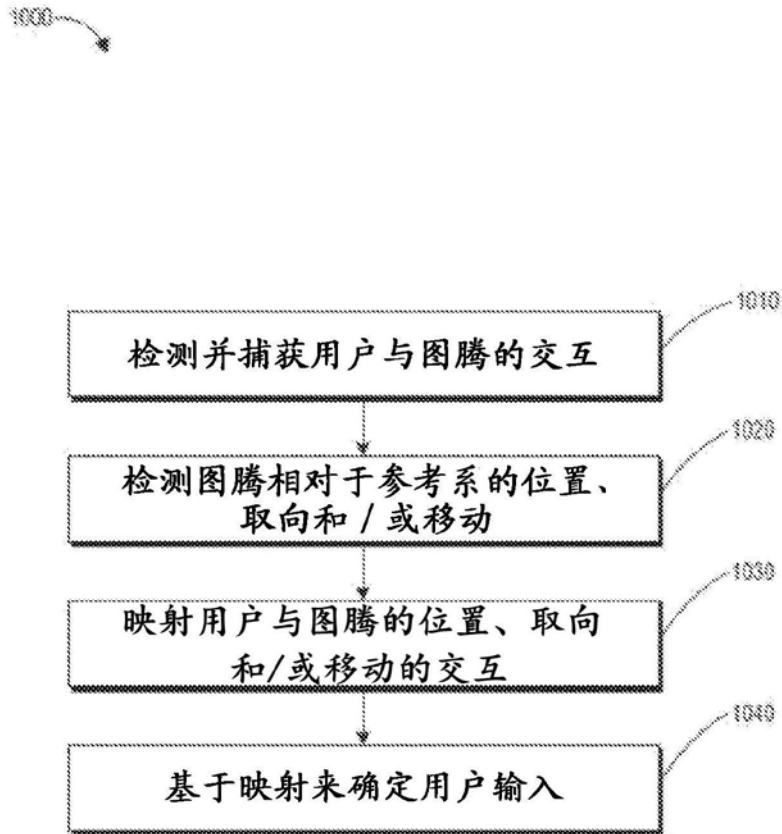 1000
1010
检测并捕获用户与图腾的交互
1020
检测图腾相对于参考系的位置、
取向和/或移动
1030
映射用户与图腾的位置、取向
和/或移动的交互
1040
基于映射来确定用户输入